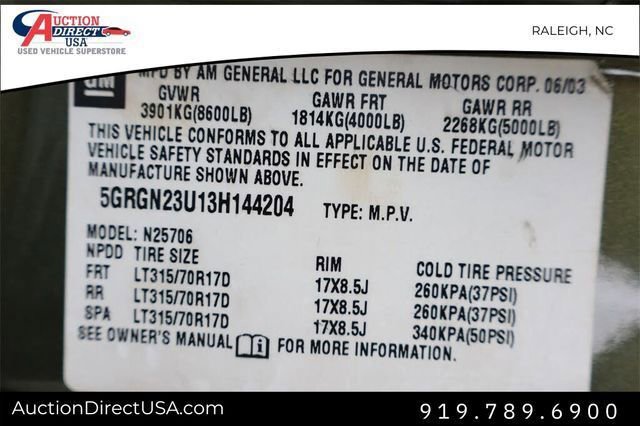 AUCTION
DIRECT
USA
USED VEHICLE SUPERSTORE
RALEIGH, NC
GM
MFD BY AM GENERAL LLC FOR GENERAL MOTORS CORP. 06/03
GVWR GAWR FRT GAWR RR
3901KG(8600LB) 1814KG(4000LB) 2268KG(5000LB)
THIS VEHICLE CONFORMS TO ALL APPLICABLE U.S. FEDERAL MOTOR
VEHICLE SAFETY STANDARDS IN EFFECT ON THE DATE OF
MANUFACTURE SHOWN ABOVE.
5GRGN23U13H144204 TYPE: M.P.V.
MODEL: N25706
NPDD TIRE SIZE RIM COLD TIRE PRESSURE
FRT LT315/70R17D 17X8.5J 260KPA(37PSI)
RR LT315/70R17D 17X8.5J 260KPA(37PSI)
SPA LT315/70R17D 17X8.5J 340KPA(50PSI)
SEE OWNER'S MANUAL i FOR MORE INFORMATION.
AuctionDirectUSA.com
919.789.6900